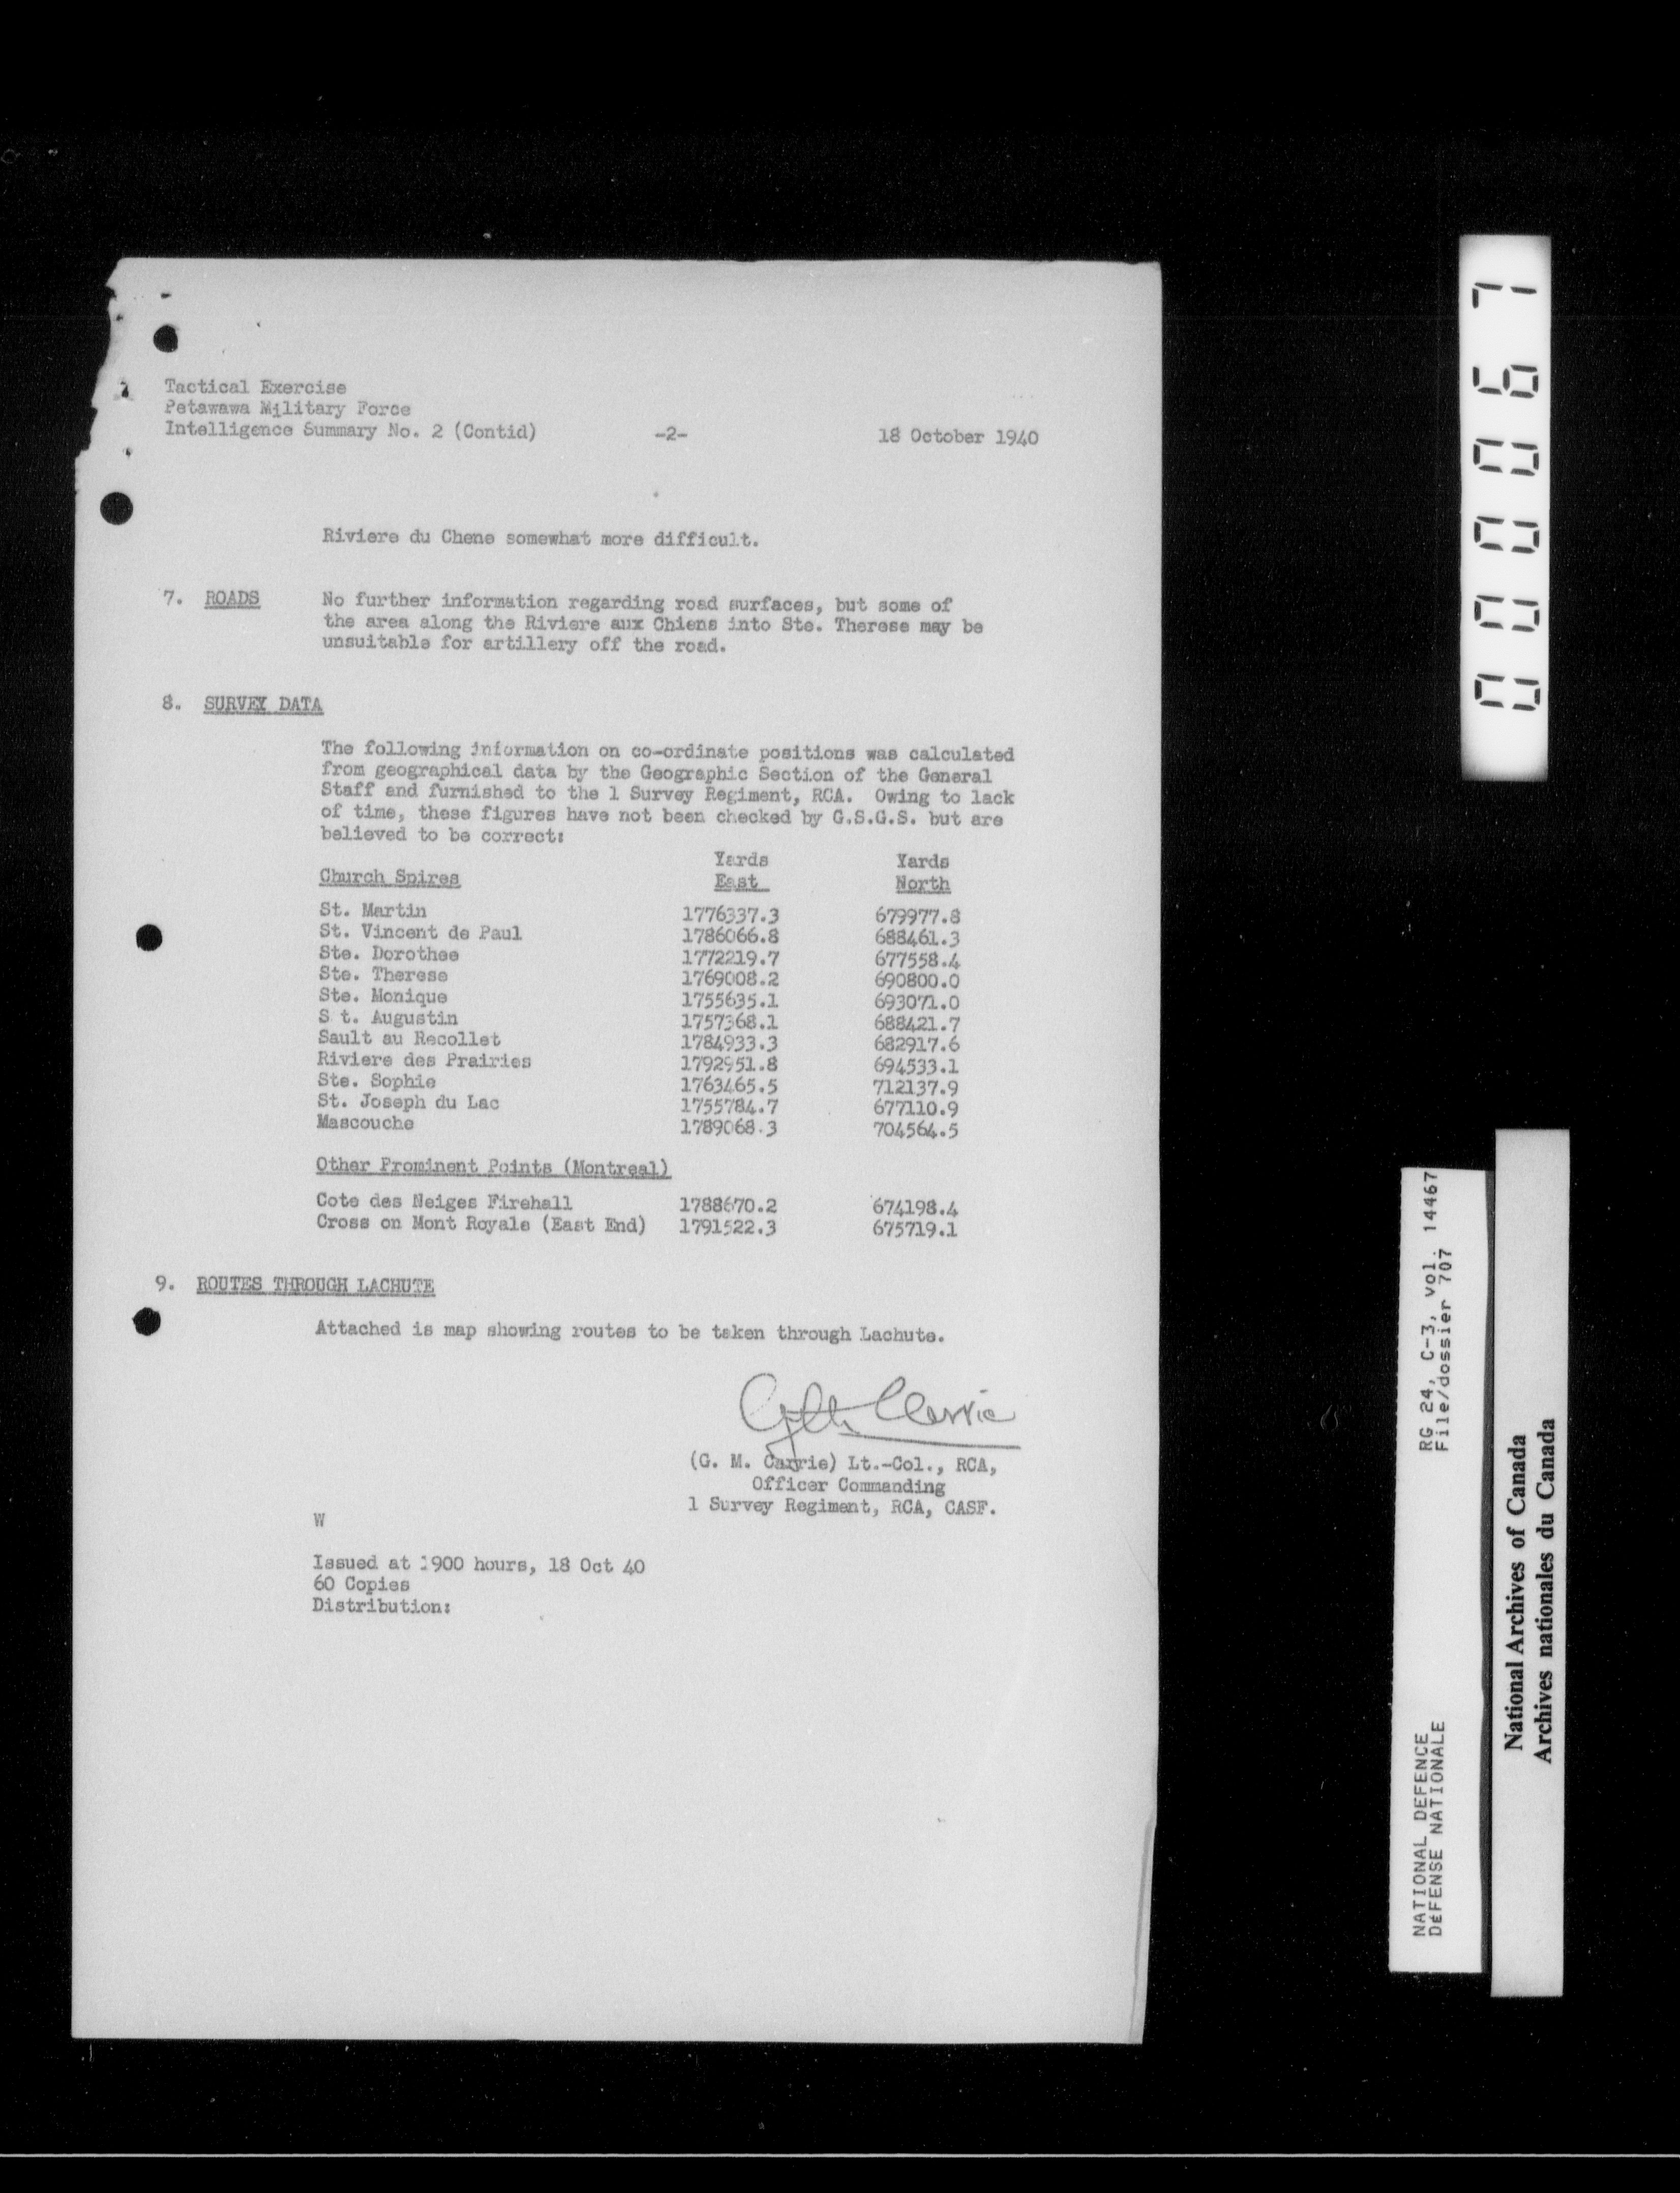 Tactical Exercise
Petawawa Military Force
Intelligence Summary No. 2 (Contid) -2- 18 October 1940
Riviere du Chene somewhat more difficult.
7. ROADS No further information regarding road surfaces, but some of
the area along the Riviere aux Chiens into Ste. Therese may be
unsuitable for artillery off the road.
8. SURVEY DATA
The following information on co-ordinate positions was calculated
from geographical data by the Geographic Section of the General
Staff and furnished to the 1 Survey Regiment, RCA. Owing to lack
of time, these figures have not been checked by G.S.G.S. but are
believed to be correct:
Yards Yards
Church Spires East North
St. Martin 1776337.3 679977.8
St. Vincent de Paul 1786066.8 688461.3
Ste. Dorothee 1772219.7 677558.4
Ste. Therese 1769008.2 690800.0
Ste. Monique 1755635.1 693071.0
S t. Augustin 1757368.1 688421.7
Sault au Recollet 1784933.3 682917.6
Riviere des Prairies 1792951.8 694533.1
Ste. Sophie 1763465.5 712137.9
St. Joseph du Lac 1755784.7 677110.9
Mascouche 1789068.3 704564.5
Other Prominent Points (Montreal)
Cote des Neiges Firehall 1788670.2 674198.4
Cross on Mont Royale (East End) 1791522.3 675719.1
9. ROUTES THROUGH LACHUTE
Attached is map showing routes to be taken through Lachute.
(G. M. Carrie) Lt.-Col., RCA,
Officer Commanding
1 Survey Regiment, RCA, CASF.
W
Issued at 1900 hours, 18 Oct 40
60 Copies
Distribution:
000067
RG 24, C-3, vol. 14467
File/dossier 707
NATIONAL DEFENCE
DÉFENSE NATIONALE
National Archives of Canada
Archives nationales du Canada